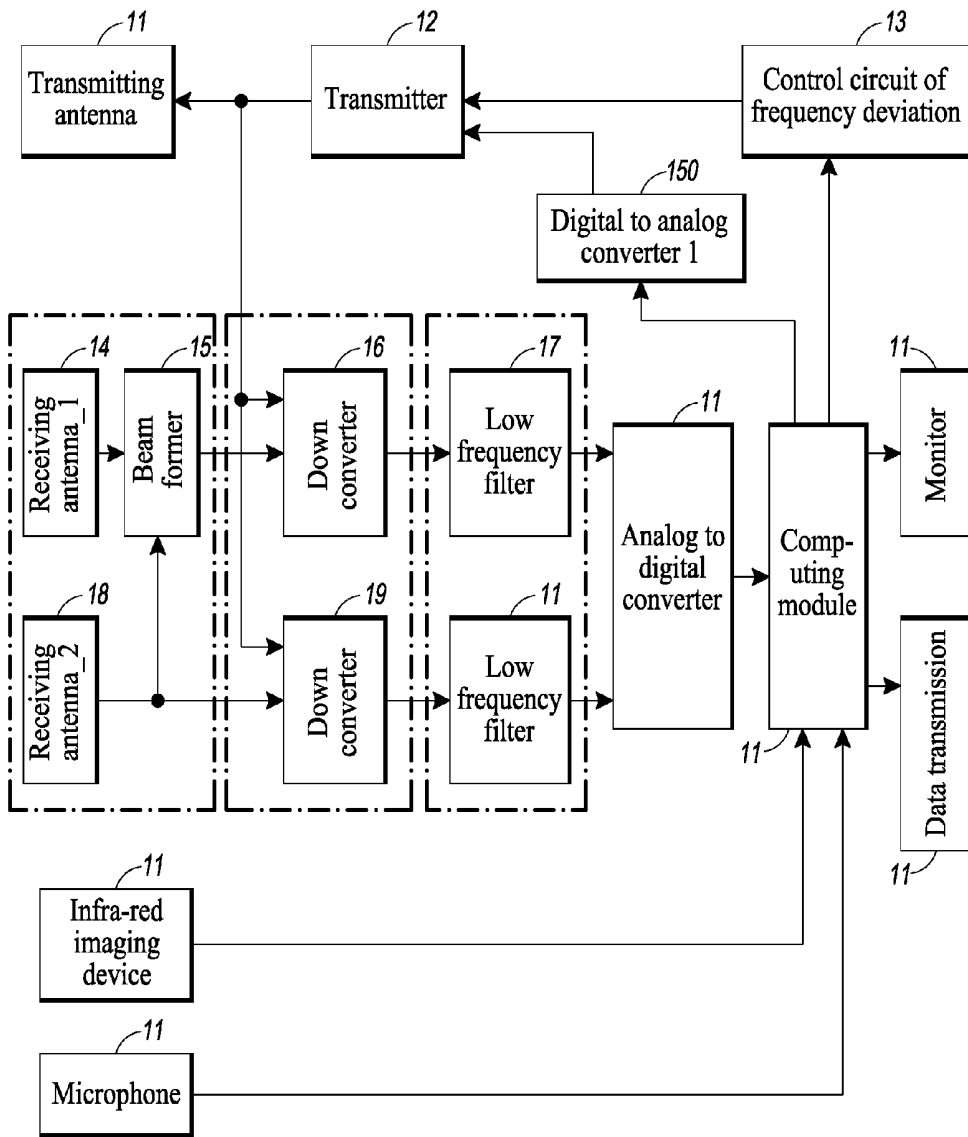 11
12
13
Transmitting
antenna
Transmitter
Control circuit of
frequency deviation
150
Digital to analog
converter 1
14
15
16
17
11
11
Receiving
antenna_1
Beam
former
Down
converter
Low
frequency
filter
Analog to
digital
converter
Comp-
uting
module
Monitor
18
19
11
Receiving
antenna_2
Down
converter
Low
frequency
filter
11
Data transmission
11
11
Infra-red
imaging
device
11
Microphone